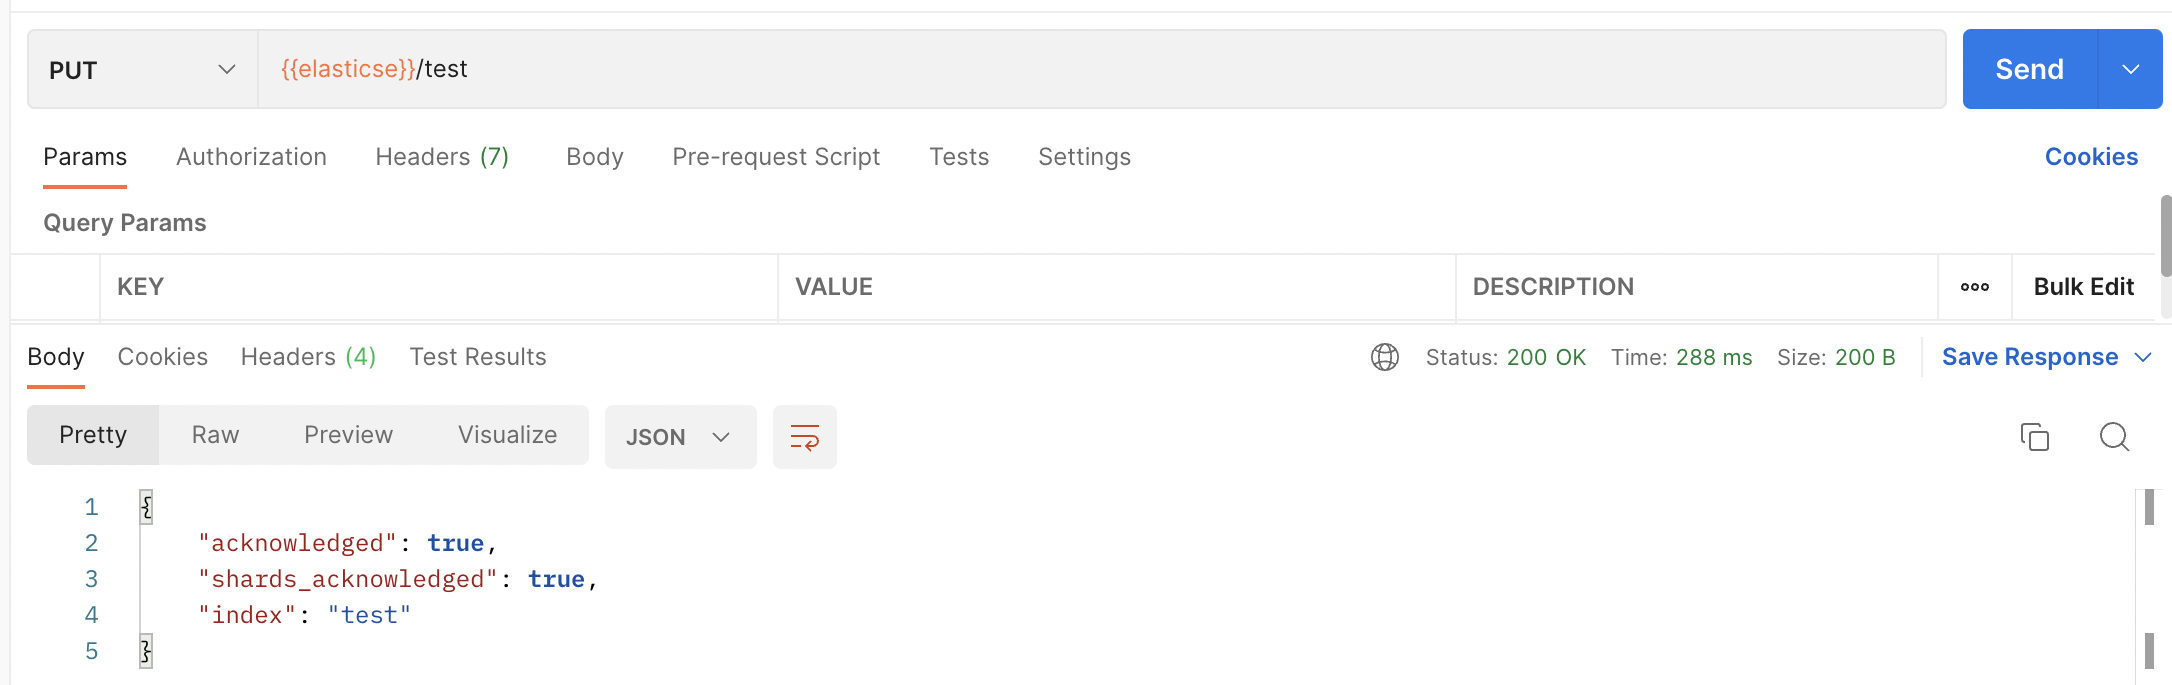 PUT {{elasticse}}/test Send
Params Authorization Headers (7) Body Pre-request Script Tests Settings Cookies
Query Params
KEY VALUE DESCRIPTION ooo Bulk Edit
Body Cookies Headers (4) Test Results Status: 200 OK Time: 288 ms Size: 200 B Save Response
Pretty Raw Preview Visualize JSON
1 {
2 "acknowledged": true,
3 "shards_acknowledged": true,
4 "index": "test"
5 }